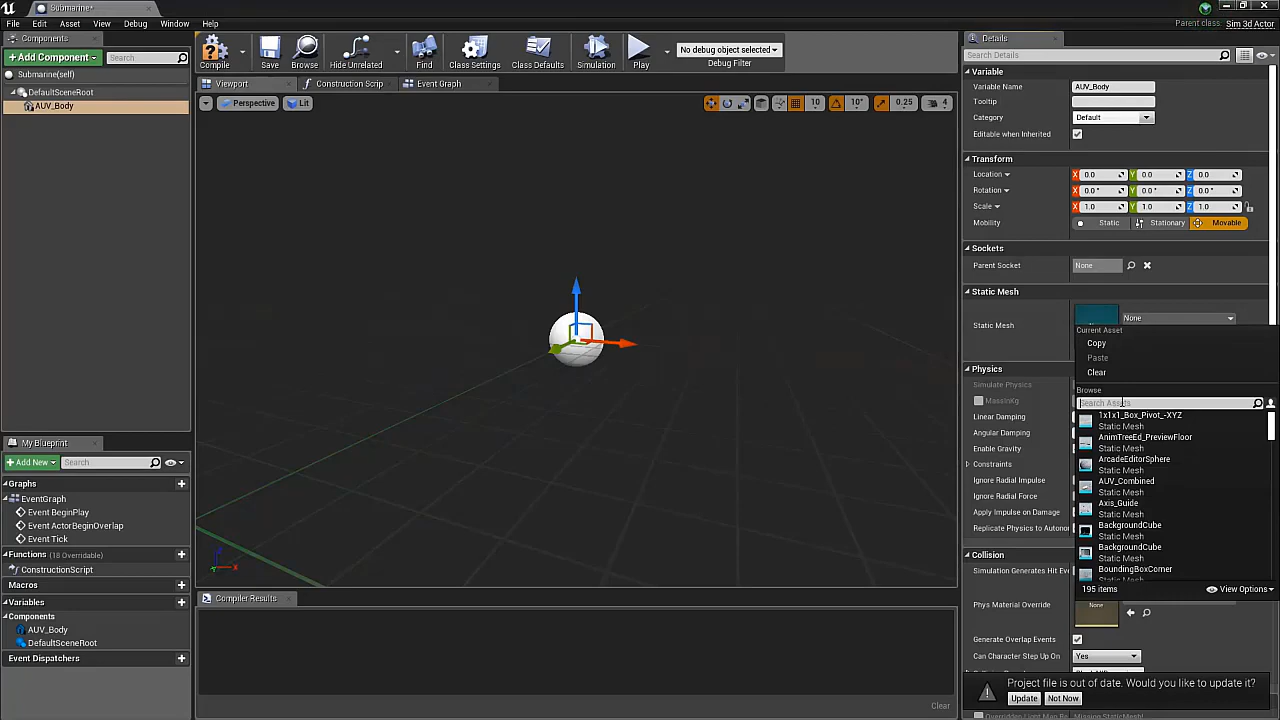 Submarine*
File Edit Asset View Debug Window Help
Parent class: Sim 3d Actor
Components
+ Add Component
Search
Submarine(self)
DefaultSceneRoot
AUV_Body
Compile
Save
Browse
Hide Unrelated
Find
Class Settings
Class Defaults
Simulation
Play
No debug object selected
Debug Filter
Viewport
Construction Scrip
Event Graph
Perspective
Lit
10
10°
0.25
4
X
Z
My Blueprint
+ Add New
Search
Graphs
EventGraph
Event BeginPlay
Event ActorBeginOverlap
Event Tick
Functions (18 Overridable)
ConstructionScript
Macros
Variables
Components
AUV_Body
DefaultSceneRoot
Event Dispatchers
Compiler Results
Clear
Details
Search Details
Variable
Variable Name AUV_Body
Tooltip
Category Default
Editable when Inherited
Transform
Location X 0.0 Y 0.0 Z 0.0
Rotation X 0.0 ° Y 0.0 ° Z 0.0 °
Scale X 1.0 Y 1.0 Z 1.0
Mobility Static Stationary Movable
Sockets
Parent Socket None
Static Mesh
Static Mesh None
Current Asset
Copy
Paste
Clear
Browse
Search Assets
1x1x1_Box_Pivot_-XYZ
Static Mesh
AnimTreeEd_PreviewFloor
Static Mesh
ArcadeEditorSphere
Static Mesh
AUV_Combined
Static Mesh
Axis_Guide
Static Mesh
BackgroundCube
Static Mesh
BackgroundCube
Static Mesh
BoundingBoxCorner
Static Mesh
195 items
View Options
Physics
Simulate Physics
MassInKg
Linear Damping
Angular Damping
Enable Gravity
Constraints
Ignore Radial Impulse
Ignore Radial Force
Apply Impulse on Damage
Replicate Physics to Autonor
Collision
Simulation Generates Hit Eve
Phys Material Override
None
Generate Overlap Events
Can Character Step Up On Yes
Project file is out of date. Would you like to update it?
Update Not Now